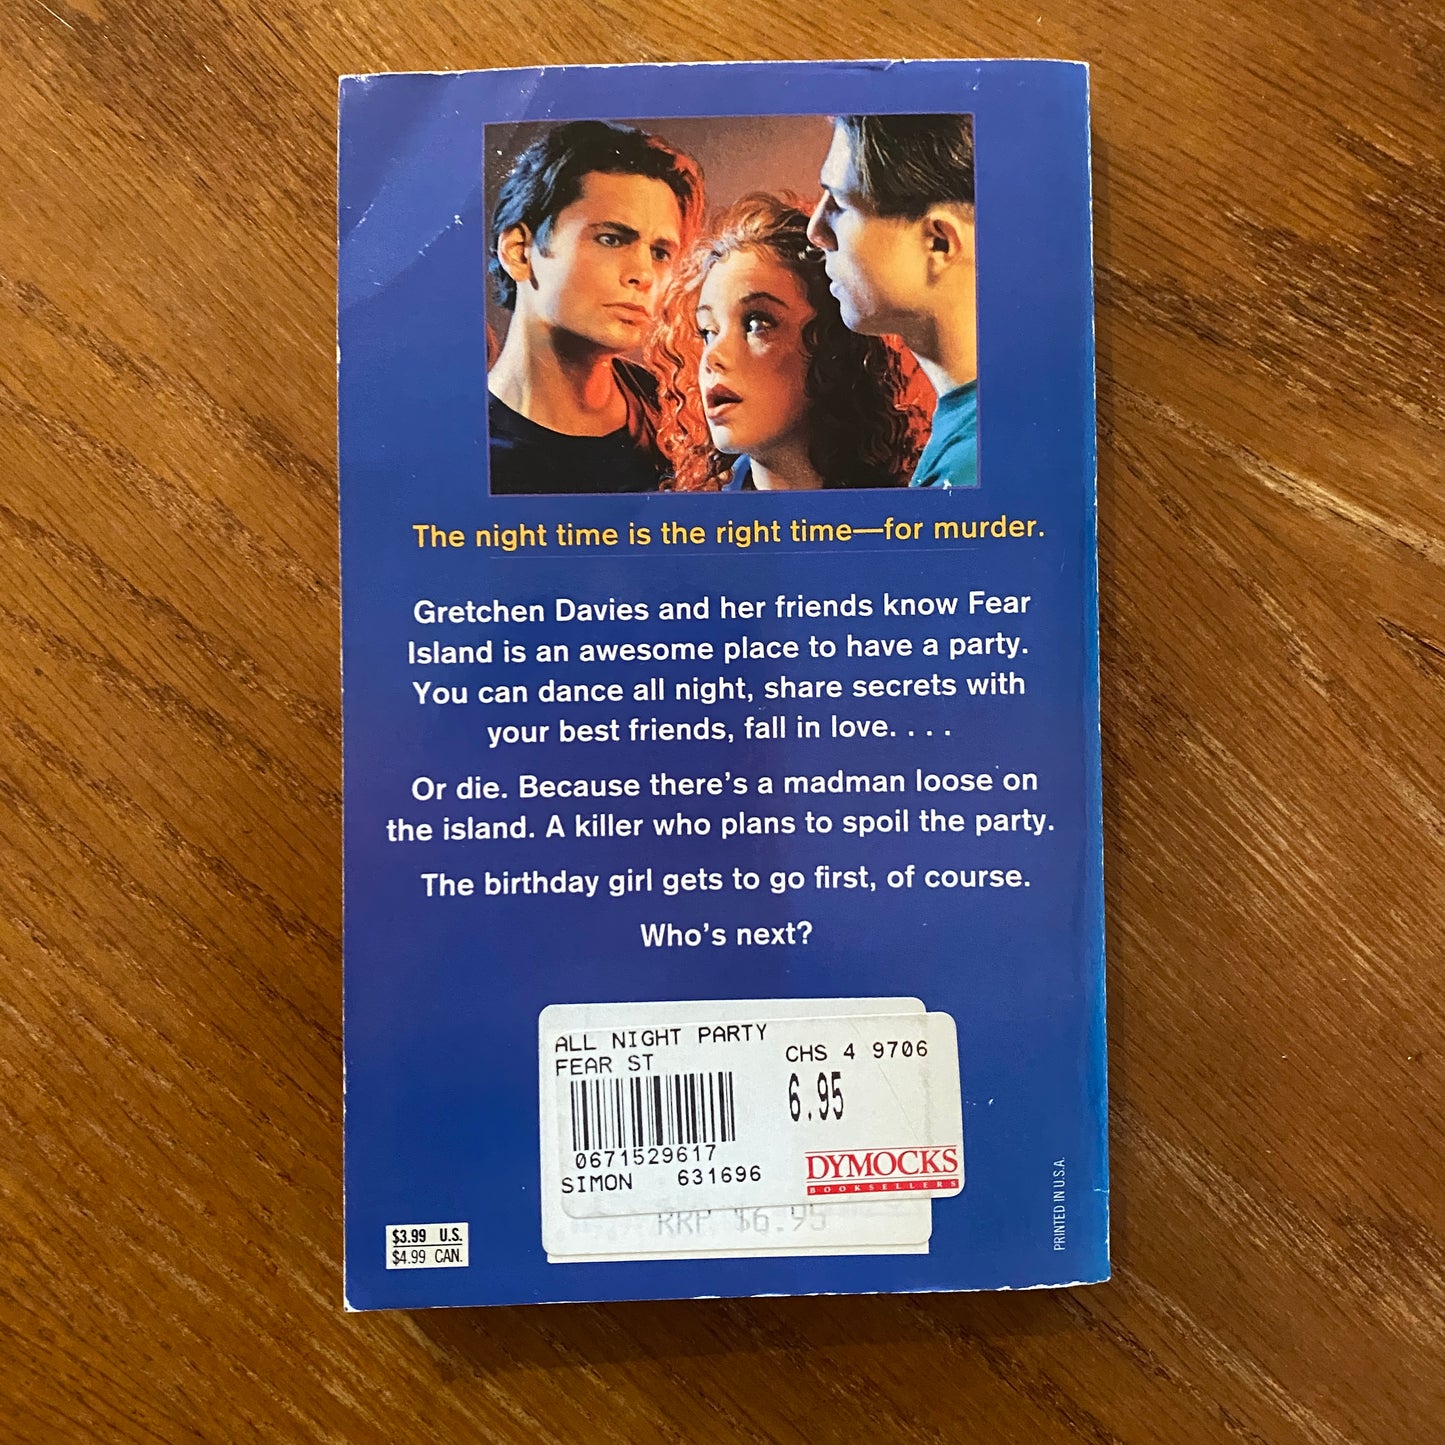 The night time is the right time—for murder.
Gretchen Davies and her friends know Fear
Island is an awesome place to have a party.
You can dance all night, share secrets with
your best friends, fall in love. . . .
Or die. Because there's a madman loose on
the island. A killer who plans to spoil the party.
The birthday girl gets to go first, of course.
Who's next?
ALL NIGHT PARTY
FEAR ST
CHS 4 9706
6.95
0671529617
SIMON 631696
DYMOCKS
BOOKSELLERS
RRP $6.95
$3.99 U.S.
$4.99 CAN.
PRINTED IN U.S.A.